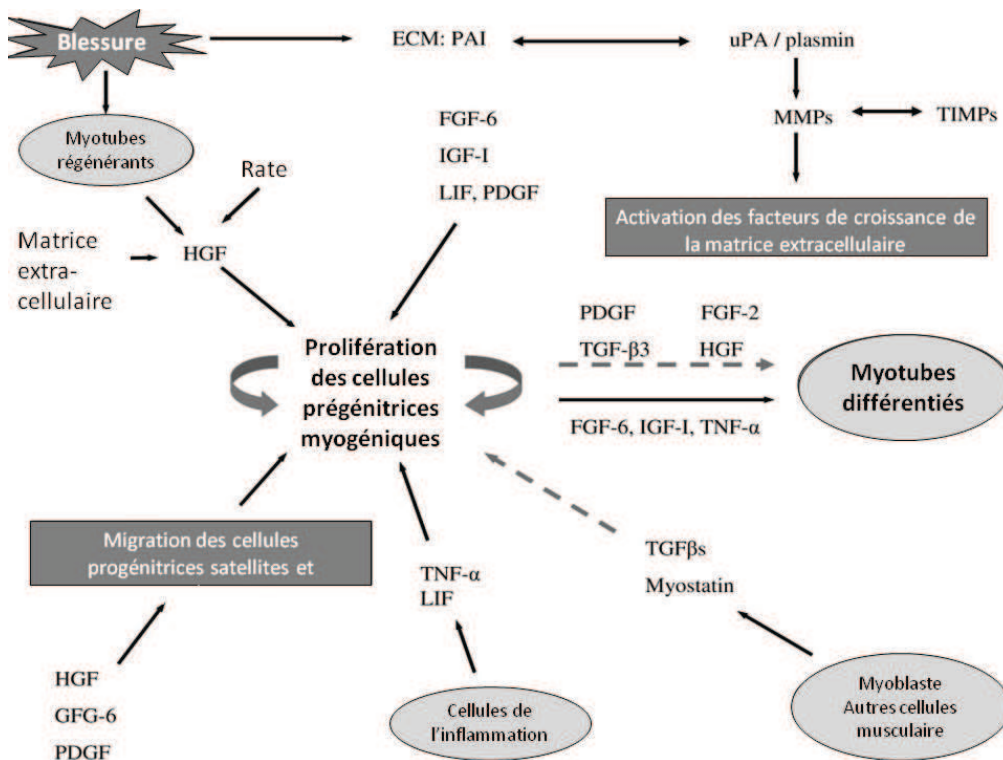 Blessure
ECM: PAI
uPA / plasmin
MMPs
TIMPs
Activation des facteurs de croissance de
la matrice extracellulaire
Myotubes
régénérants
Rate
Matrice
extra-
cellulaire
HGF
FGF-6
IGF-I
LIF, PDGF
Prolifération
des cellules
prégénitrices
myogéniques
PDGF
FGF-2
TGF-β3
HGF
FGF-6, IGF-I, TNF-α
Myotubes
différentiés
Migration des cellules
progénitrices satellites et
HGF
GFG-6
PDGF
TNF-α
LIF
Cellules de
l'inflammation
TGFβs
Myostatin
Myoblaste
Autres cellules
musculaire